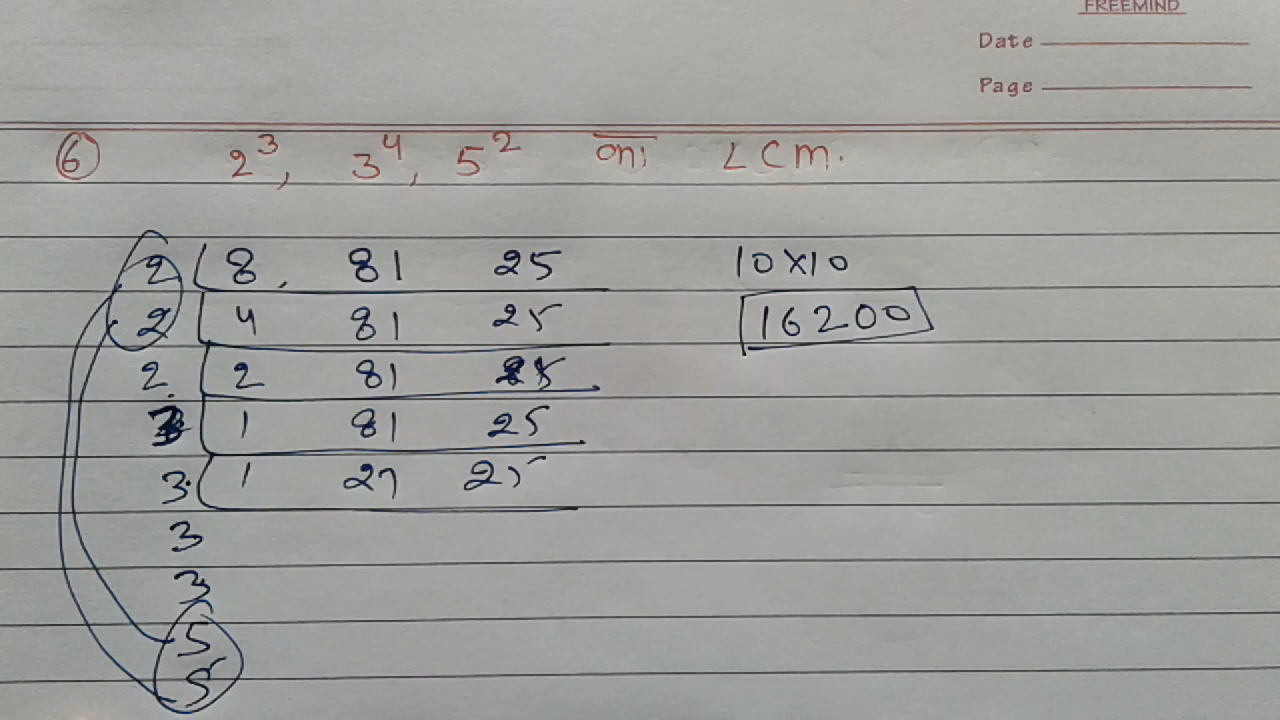 FREEMIND
Date
Page
⑥ 2³, 3⁴, 5² LCM.
2 8, 81 25 10×10
2 4 81 25 16200
2. 2 81 25
3 1 81 25
3. 1 27 25
3
3
5
5